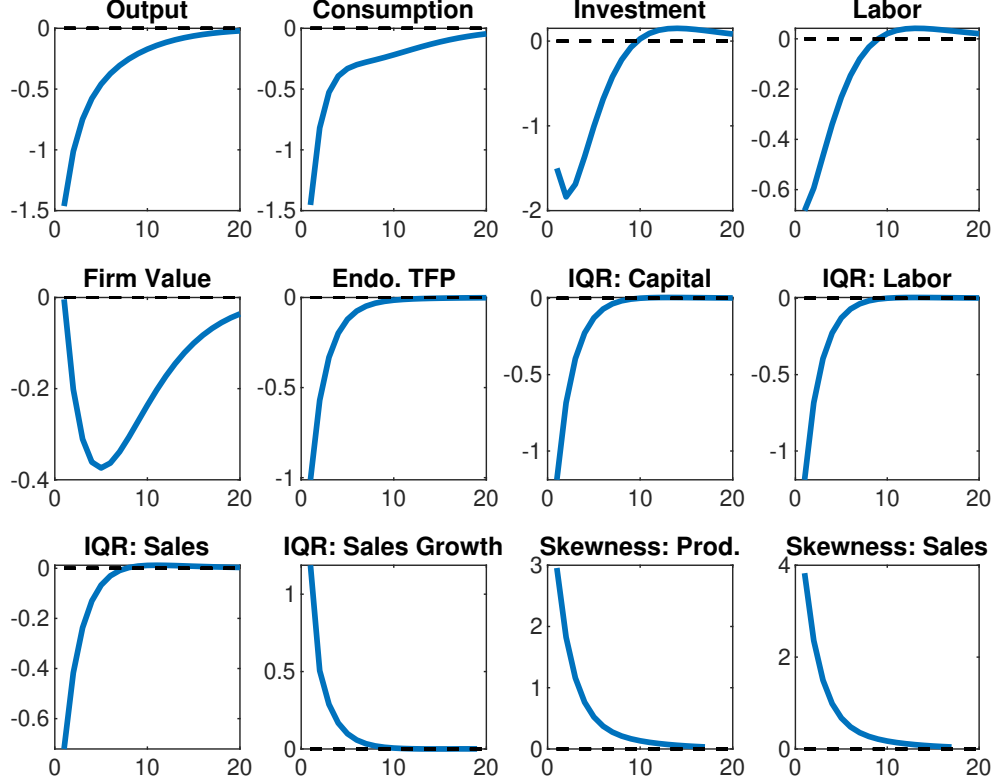 Output Consumption Investment Labor
0 0 0 0
-0.5 -0.5 -1 -0.2
-1 -1 -0.4
-1.5 -1.5 -2 -0.6
0 10 20 0 10 20 0 10 20 0 10 20
Firm Value Endo. TFP IQR: Capital IQR: Labor
0 0 0 0
-0.2 -0.5 -0.5 -0.5
-0.4 -1 -1 -1
0 10 20 0 10 20 0 10 20 0 10 20
IQR: Sales IQR: Sales Growth Skewness: Prod. Skewness: Sales
0 1 3 4
-0.2 0.5 2 2
-0.4 1
-0.6 0 0 0
0 10 20 0 10 20 0 10 20 0 10 20